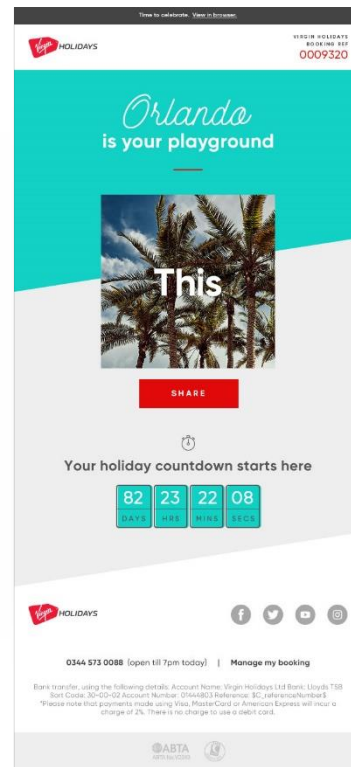 Time to celebrate. View in browser.
Virgin HOLIDAYS
VIRGIN HOLIDAYS
BOOKING REF
0009320
Orlando
is your playground
This
SHARE
Your holiday countdown starts here
82 23 22 08
DAYS HRS MINS SECS
Virgin HOLIDAYS
0344 573 0088 (open till 7pm today) | Manage my booking
Bank transfer, using the following details: Account Name: Virgin Holidays Ltd Bank: Lloyds TSB
Sort Code: 30-00-02 Account Number: 01444803 Reference: $C_referenceNumber$
*Please note that payments made using Visa, MasterCard or American Express will incur a
charge of 2%. There is no charge to use a debit card.
ABTA